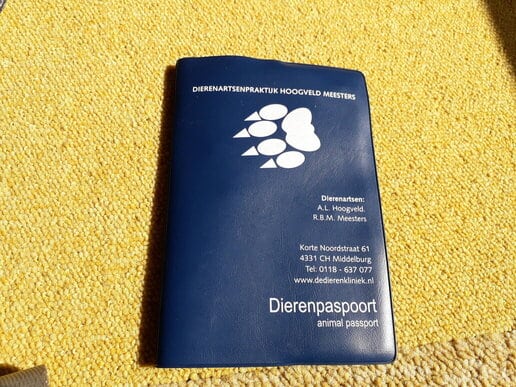 DIERENARTSENPRAKTIJK HOOGVELD MEESTERS
Dierenartsen:
A.L. Hoogveld
R.B.M. Meesters
Korte Noordstraat 61
4331 CH Middelburg
Tel: 0118 - 637 077
www.dedierenkliniek.nl
Dierenpaspoort
animal passport